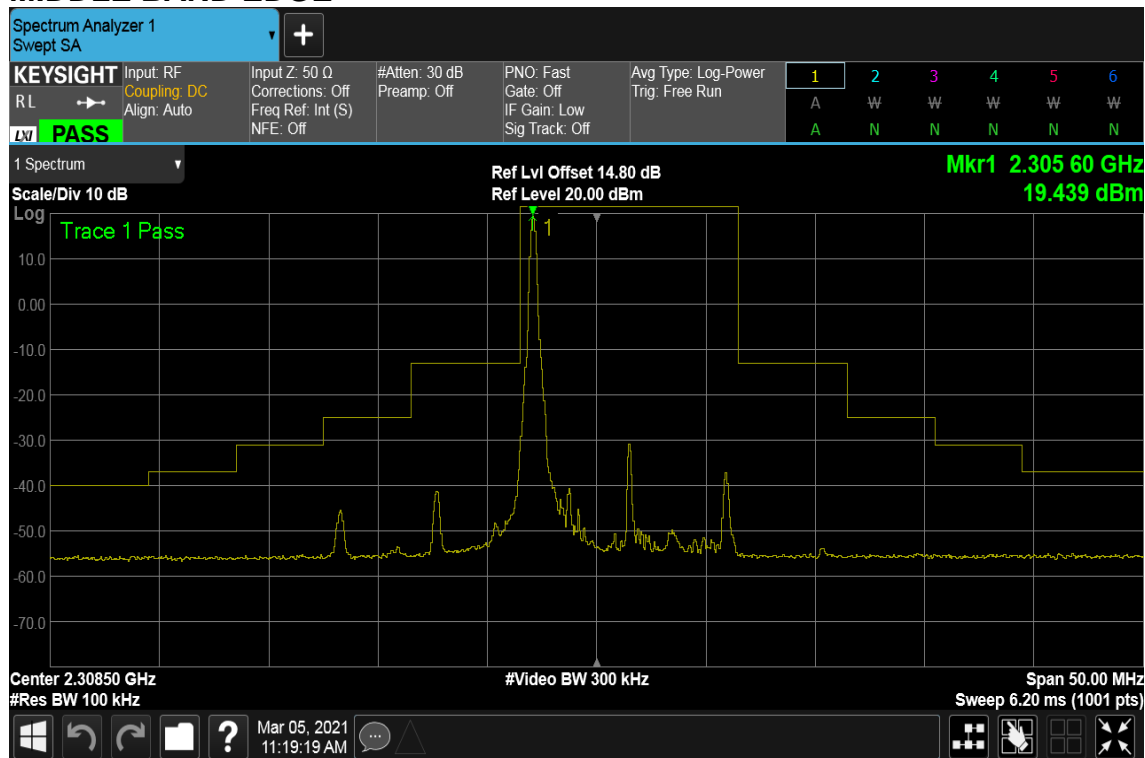 MIDDLE BAND EDGE
Spectrum Analyzer 1
Swept SA
KEYSIGHT
R L
LXI PASS
Input: RF
Coupling: DC
Align: Auto
Input Z: 50 Ω
Corrections: Off
Freq Ref: Int (S)
NFE: Off
#Atten: 30 dB
Preamp: Off
PNO: Fast
Gate: Off
IF Gain: Low
Sig Track: Off
Avg Type: Log-Power
Trig: Free Run
1 2 3 4 5 6
A W W W W W
A N N N N N
1 Spectrum
Scale/Div 10 dB
Ref Lvl Offset 14.80 dB
Ref Level 20.00 dBm
Mkr1 2.305 60 GHz
19.439 dBm
Log
Trace 1 Pass
1
10.0
0.00
-10.0
-20.0
-30.0
-40.0
-50.0
-60.0
-70.0
Center 2.30850 GHz
#Video BW 300 kHz
Span 50.00 MHz
#Res BW 100 kHz
Sweep 6.20 ms (1001 pts)
?
Mar 05, 2021
11:19:19 AM